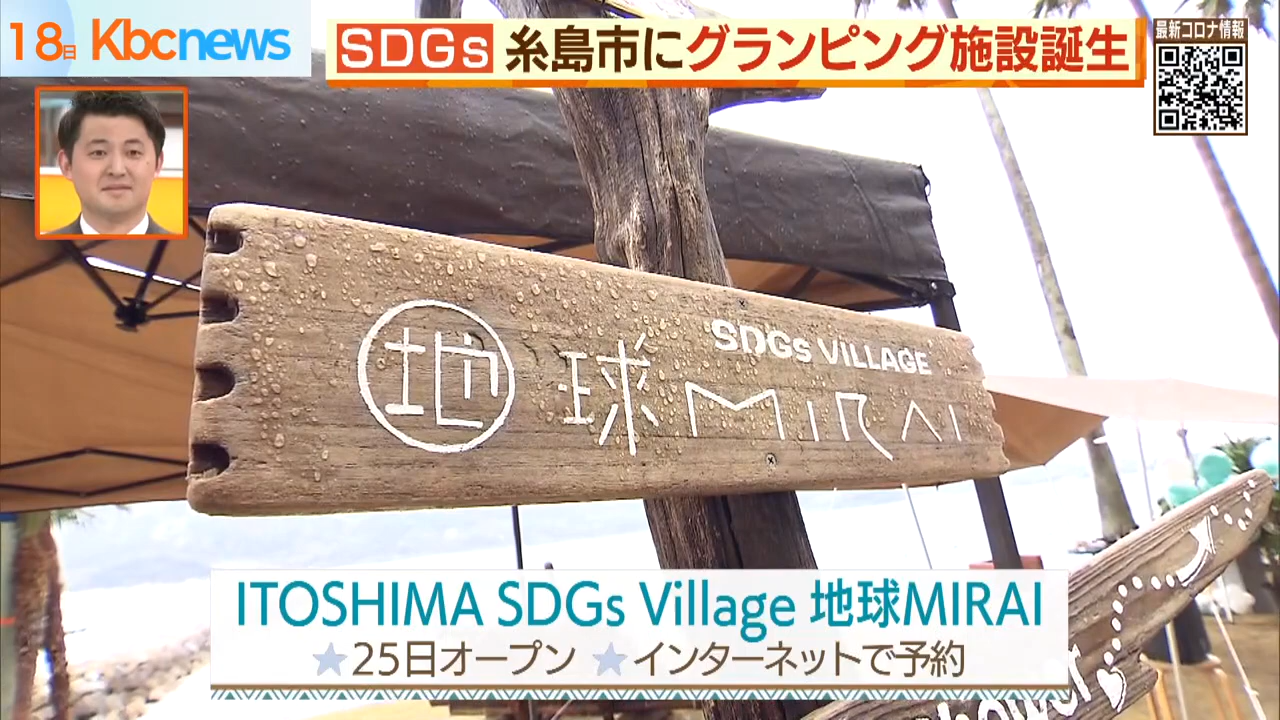 18日 Kbcnews
SDGs 糸島市にグランピング施設誕生
最新コロナ情報
SDGs ViLLAGE
地 地球MIRAI
ITOSHIMA SDGs Village 地球MIRAI
★25日オープン ★インターネットで予約
shower